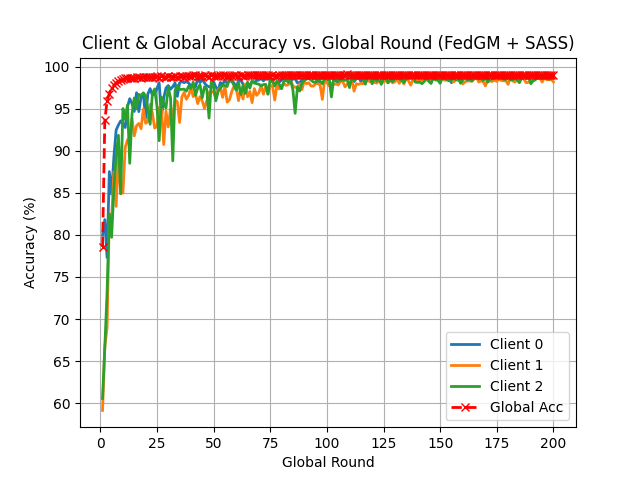 Client & Global Accuracy vs. Global Round (FedGM + SASS)
Accuracy (%)
100
95
90
85
80
75
70
65
60
0 25 50 75 100 125 150 175 200
Global Round
Client 0
Client 1
Client 2
Global Acc